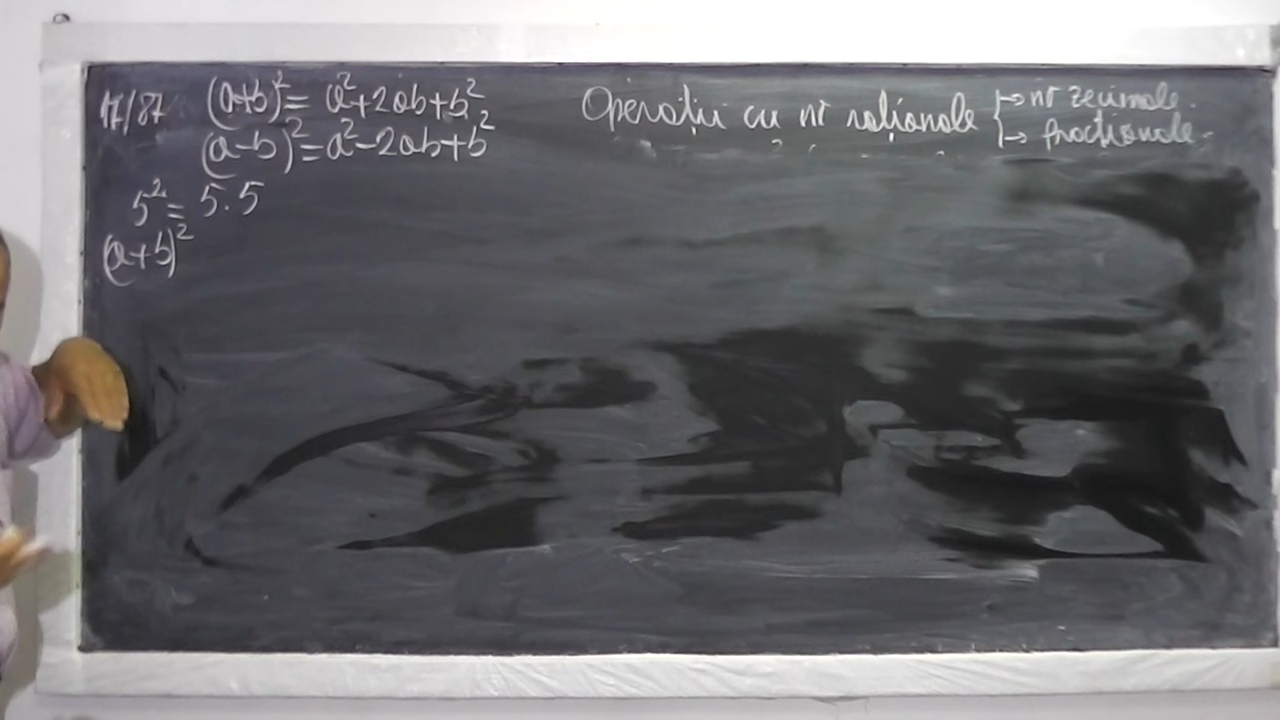 17/87 (a+b)² = a²+2ab+b²
(a-b)² = a²-2ab+b²
5² = 5.5
(a+b)²
Operații cu nr raționale { → nr zecimale.
→ fracționale.